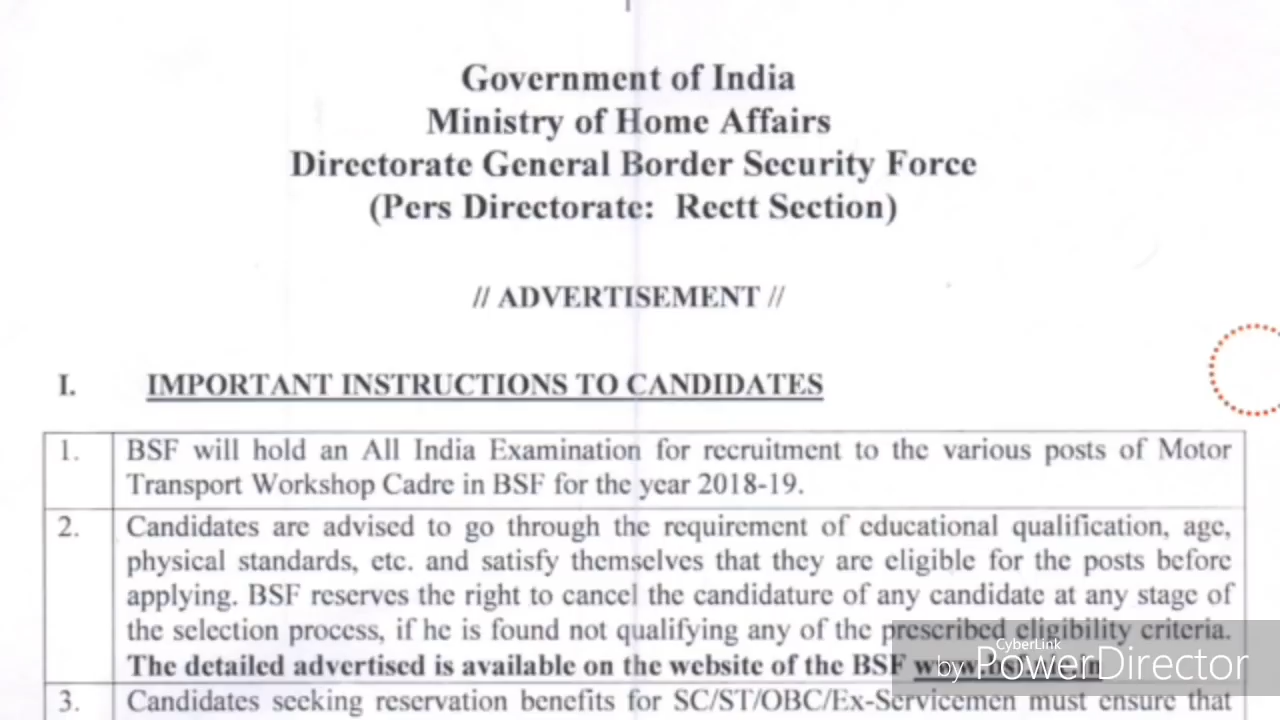 Government of India
Ministry of Home Affairs
Directorate General Border Security Force
(Pers Directorate: Rectt Section)
// ADVERTISEMENT //
I. IMPORTANT INSTRUCTIONS TO CANDIDATES
1. BSF will hold an All India Examination for recruitment to the various posts of Motor
Transport Workshop Cadre in BSF for the year 2018-19.
2. Candidates are advised to go through the requirement of educational qualification, age,
physical standards, etc. and satisfy themselves that they are eligible for the posts before
applying. BSF reserves the right to cancel the candidature of any candidate at any stage of
the selection process, if he is found not qualifying any of the prescribed eligibility criteria.
The detailed advertised is available on the website of the BSF
3. Candidates seeking reservation benefits for SC/ST/OBC/Ex-Servicemen must ensure that
CyberLink
by PowerDirector